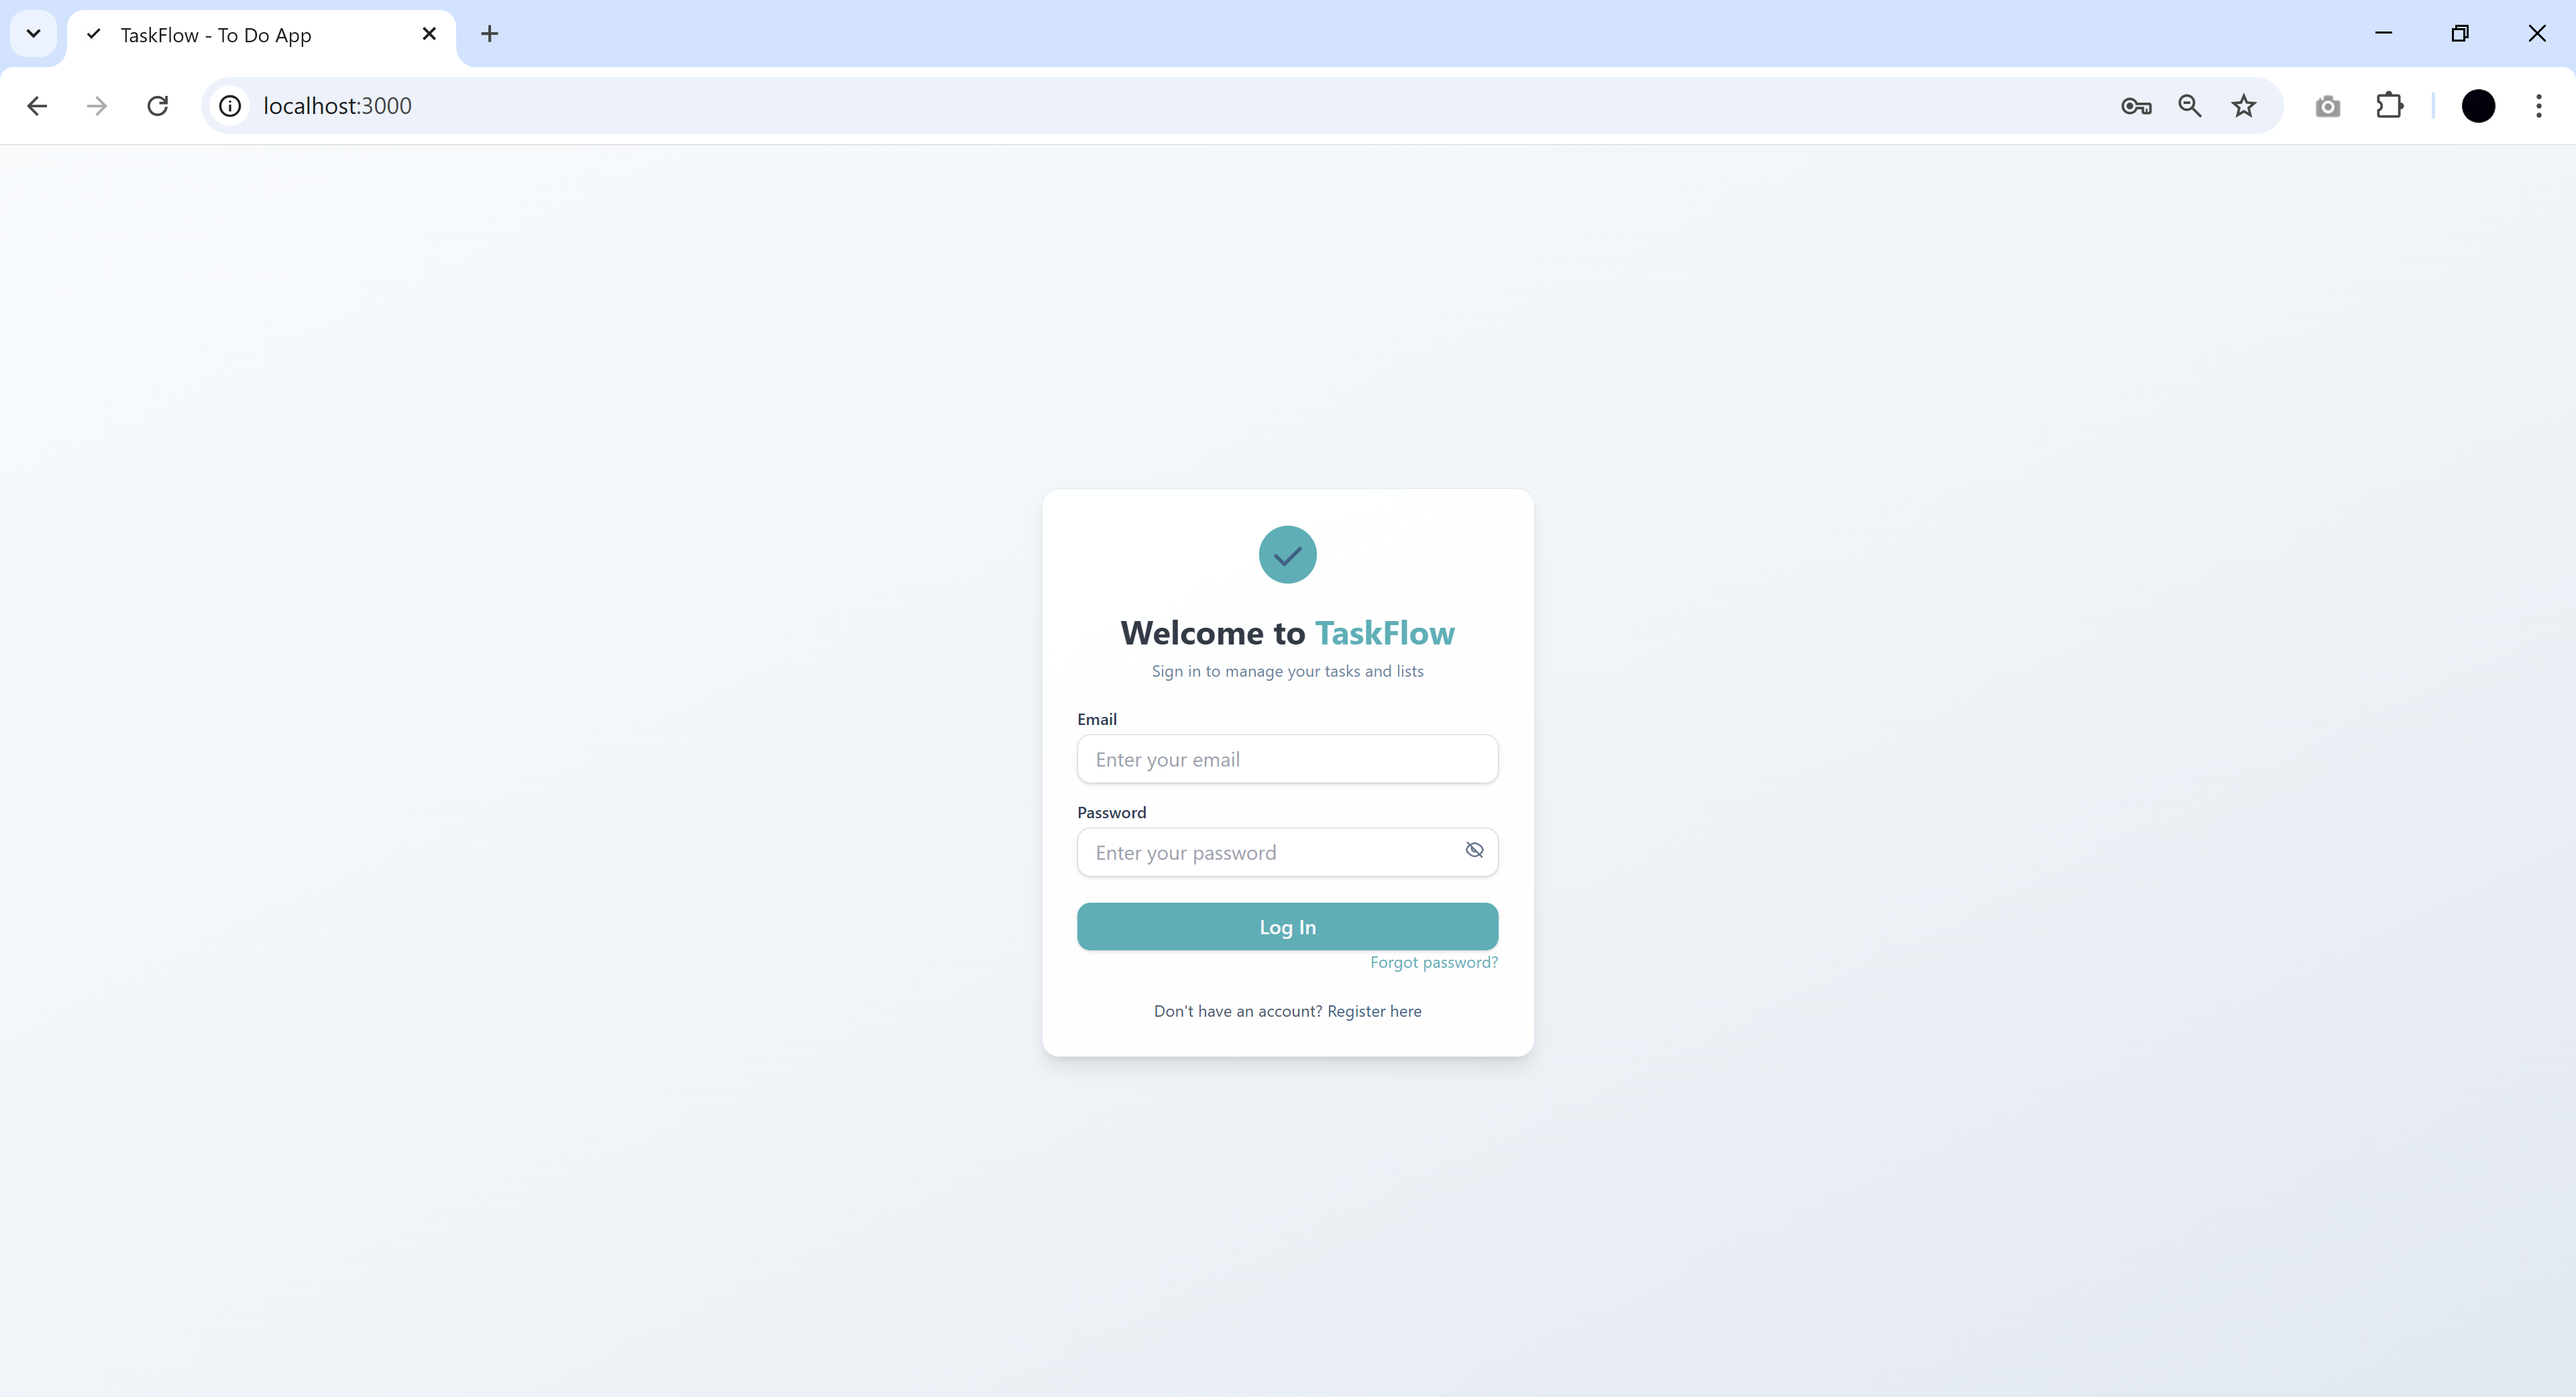 TaskFlow - To Do App
localhost:3000
Welcome to TaskFlow
Sign in to manage your tasks and lists
Email
Enter your email
Password
Enter your password
Log In
Forgot password?
Don't have an account? Register here